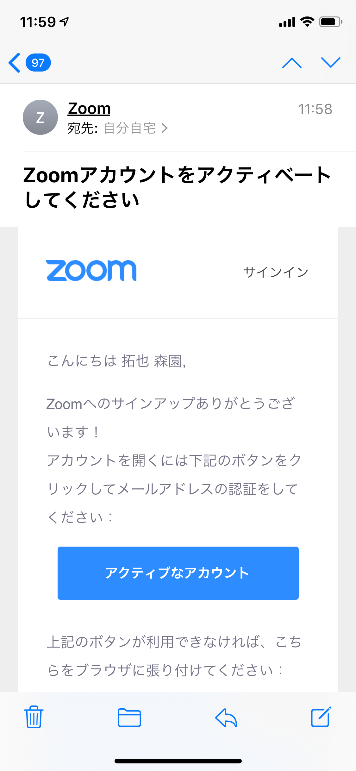 11:59
97
Z
Zoom
11:58
宛先: 自分自宅
Zoomアカウントをアクティベート
してください
zoom
サインイン
こんにちは 拓也 森園,
Zoomへのサインアップありがとうござ
います！
アカウントを開くには下記のボタンをク
リックしてメールアドレスの認証をして
ください：
アクティブなアカウント
上記のボタンが利用できなければ、こち
らをブラウザに張り付けてください：